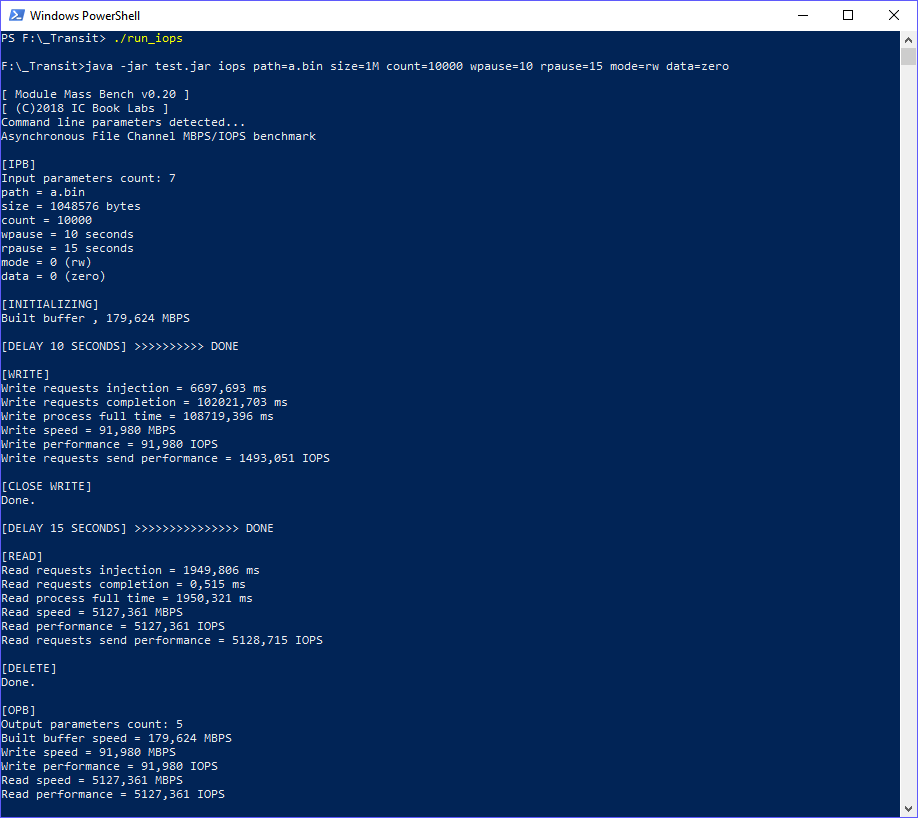 Windows PowerShell
PS F:\_Transit> ./run_iops
F:\_Transit>java -jar test.jar iops path=a.bin size=1M count=10000 wpause=10 rpause=15 mode=rw data=zero
[ Module Mass Bench v0.20 ]
[ (C)2018 IC Book Labs ]
Command line parameters detected...
Asynchronous File Channel MBPS/IOPS benchmark
[IPB]
Input parameters count: 7
path = a.bin
size = 1048576 bytes
count = 10000
wpause = 10 seconds
rpause = 15 seconds
mode = 0 (rw)
data = 0 (zero)
[INITIALIZING]
Built buffer , 179,624 MBPS
[DELAY 10 SECONDS] >>>>>>>>>> DONE
[WRITE]
Write requests injection = 6697,693 ms
Write requests completion = 102021,703 ms
Write process full time = 108719,396 ms
Write speed = 91,980 MBPS
Write performance = 91,980 IOPS
Write requests send performance = 1493,051 IOPS
[CLOSE WRITE]
Done.
[DELAY 15 SECONDS] >>>>>>>>>>>>>>> DONE
[READ]
Read requests injection = 1949,806 ms
Read requests completion = 0,515 ms
Read process full time = 1950,321 ms
Read speed = 5127,361 MBPS
Read performance = 5127,361 IOPS
Read requests send performance = 5128,715 IOPS
[DELETE]
Done.
[OPB]
Output parameters count: 5
Built buffer speed = 179,624 MBPS
Write speed = 91,980 MBPS
Write performance = 91,980 IOPS
Read speed = 5127,361 MBPS
Read performance = 5127,361 IOPS